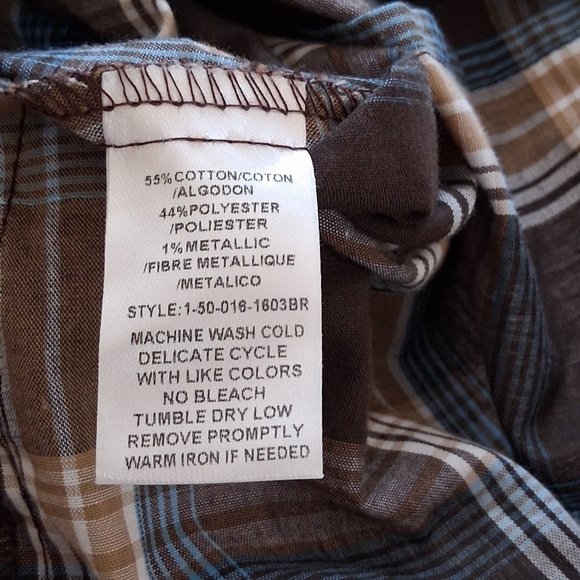 55%COTTON/COTON
/ALGODON
44%POLYESTER
/POLIESTER
1%METALLIC
/FIBRE METALLIQUE
/METALICO
STYLE:1-50-016-1603BR
MACHINE WASH COLD
DELICATE CYCLE
WITH LIKE COLORS
NO BLEACH
TUMBLE DRY LOW
REMOVE PROMPTLY
WARM IRON IF NEEDED